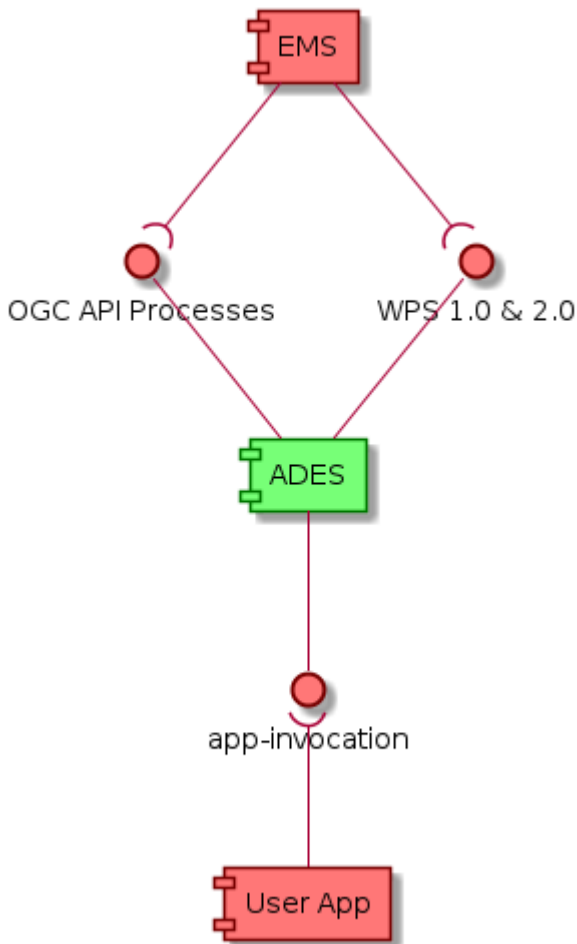 EMS
OGC API Processes
WPS 1.0 & 2.0
ADES
app-invocation
User App